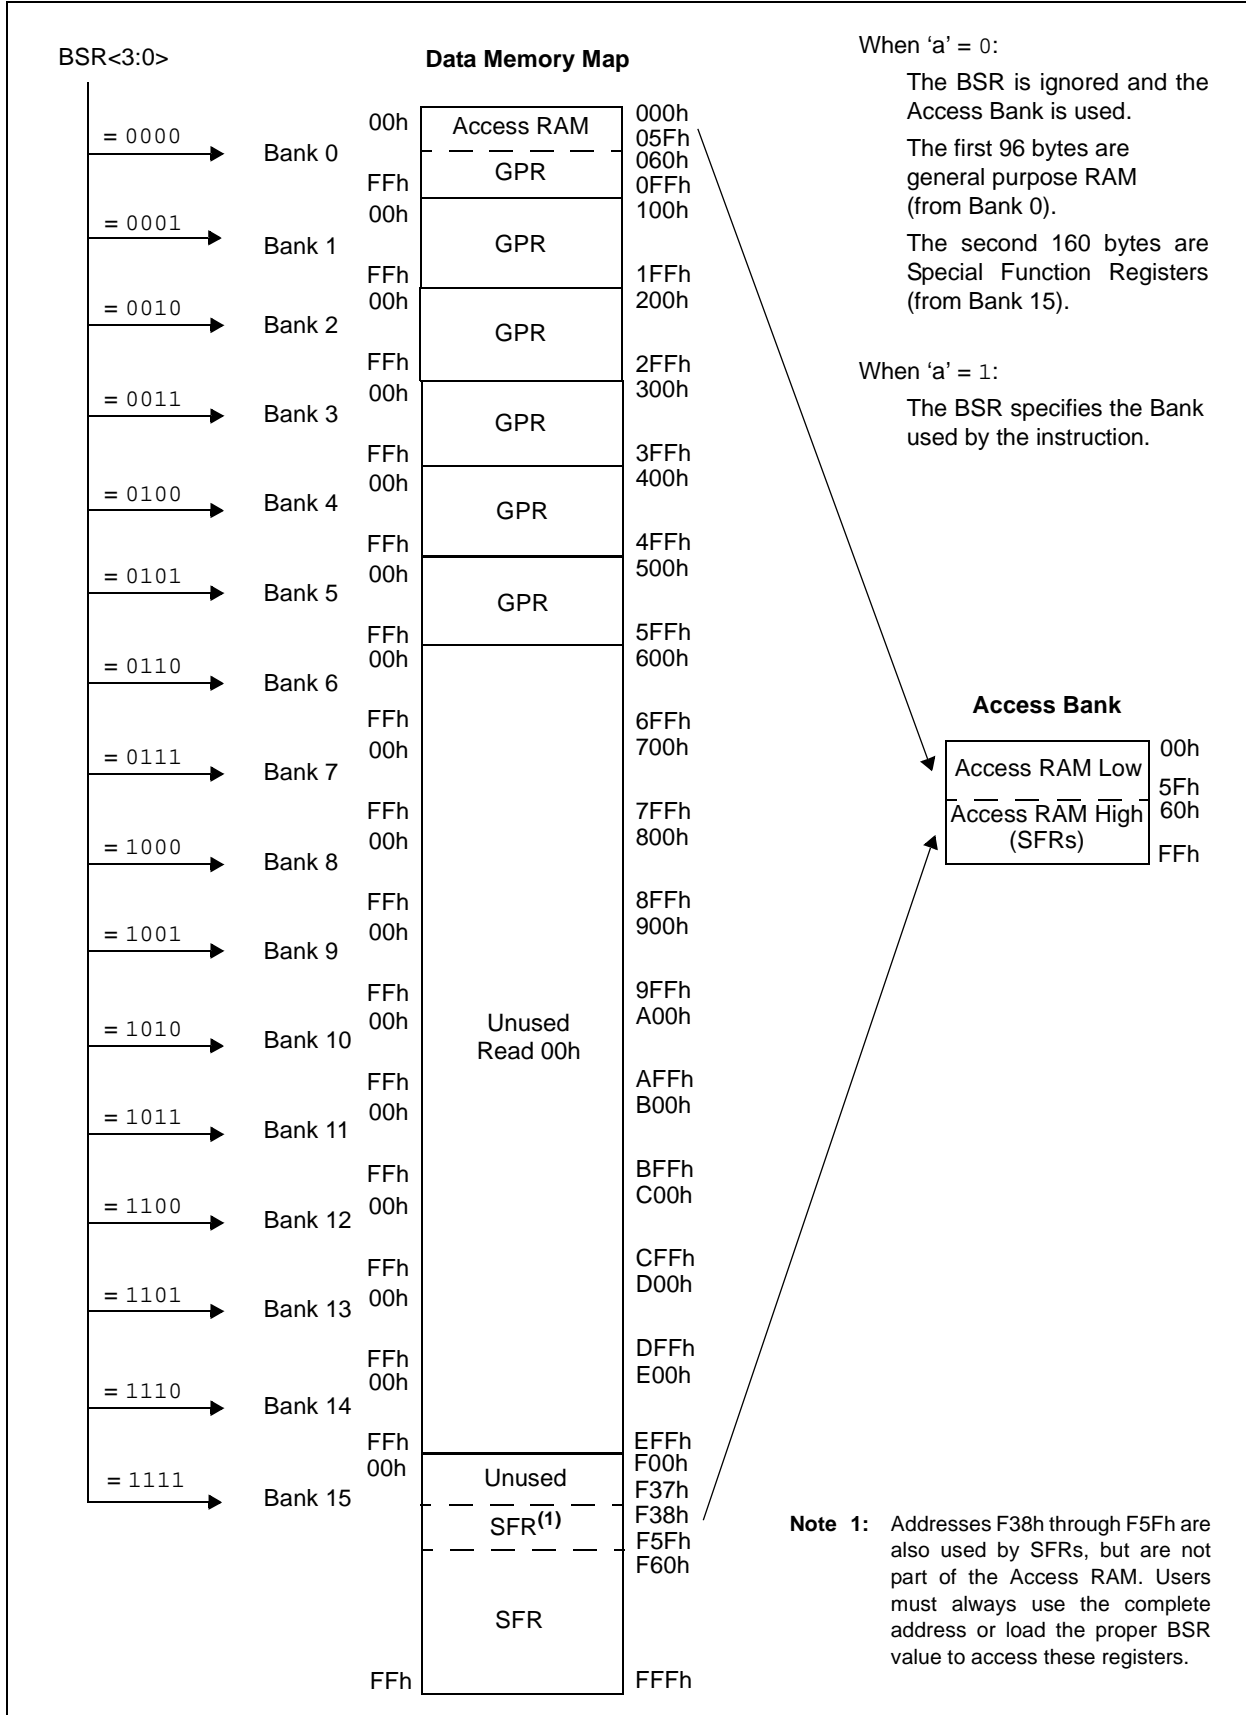 BSR<3:0>
Data Memory Map
= 0000
Bank 0
00h
Access RAM
000h
05Fh
060h
GPR
FFh
0FFh
= 0001
Bank 1
00h
GPR
100h
FFh
1FFh
= 0010
Bank 2
00h
GPR
200h
FFh
2FFh
= 0011
Bank 3
00h
GPR
300h
FFh
3FFh
= 0100
Bank 4
00h
GPR
400h
FFh
4FFh
= 0101
Bank 5
00h
GPR
500h
FFh
5FFh
= 0110
Bank 6
00h
600h
FFh
6FFh
= 0111
Bank 7
00h
700h
FFh
7FFh
= 1000
Bank 8
00h
800h
FFh
8FFh
= 1001
Bank 9
00h
900h
FFh
9FFh
= 1010
Bank 10
00h
Unused
Read 00h
A00h
FFh
AFFh
= 1011
Bank 11
00h
B00h
FFh
BFFh
= 1100
Bank 12
00h
C00h
FFh
CFFh
= 1101
Bank 13
00h
D00h
FFh
DFFh
= 1110
Bank 14
00h
E00h
FFh
EFFh
= 1111
Bank 15
00h
Unused
F00h
F37h
SFR(1)
F38h
F5Fh
F60h
SFR
FFh
FFFh
When ‘a’ = 0:
The BSR is ignored and the
Access Bank is used.
The first 96 bytes are
general purpose RAM
(from Bank 0).
The second 160 bytes are
Special Function Registers
(from Bank 15).
When ‘a’ = 1:
The BSR specifies the Bank
used by the instruction.
Access Bank
Access RAM Low
00h
5Fh
Access RAM High
(SFRs)
60h
FFh
Note 1: Addresses F38h through F5Fh are
also used by SFRs, but are not
part of the Access RAM. Users
must always use the complete
address or load the proper BSR
value to access these registers.